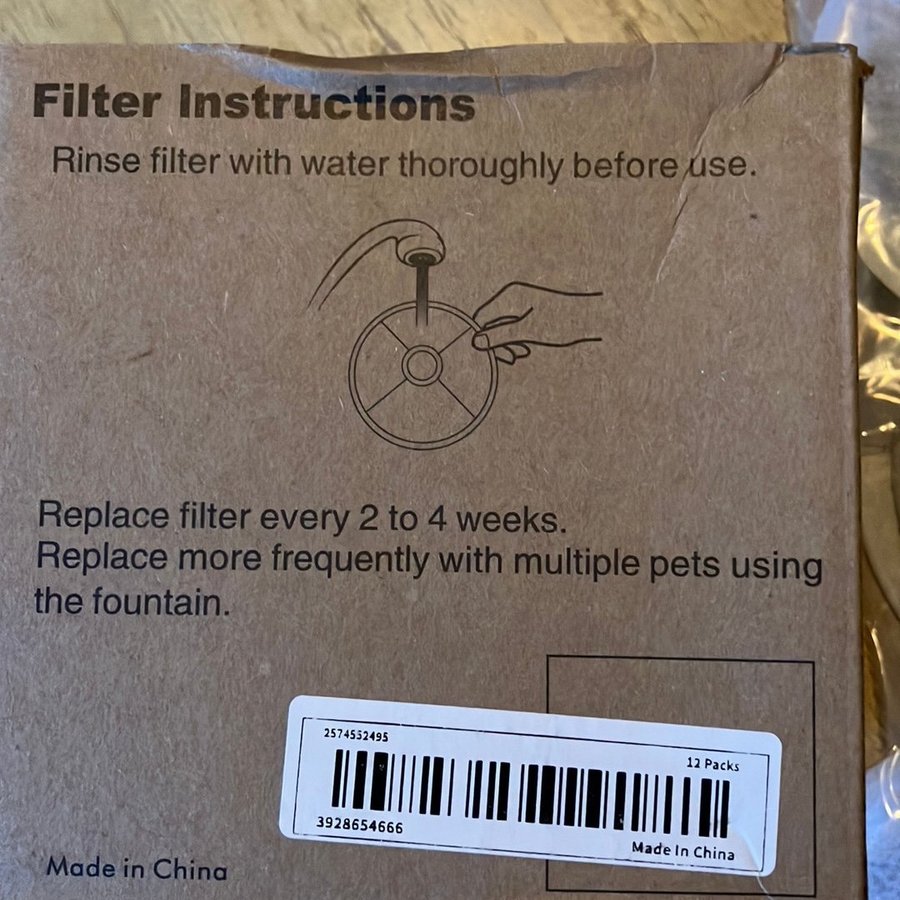 Filter Instructions
Rinse filter with water thoroughly before use.
Replace filter every 2 to 4 weeks.
Replace more frequently with multiple pets using
the fountain.
2574552495
12 Packs
3928654666
Made In China
Made in China